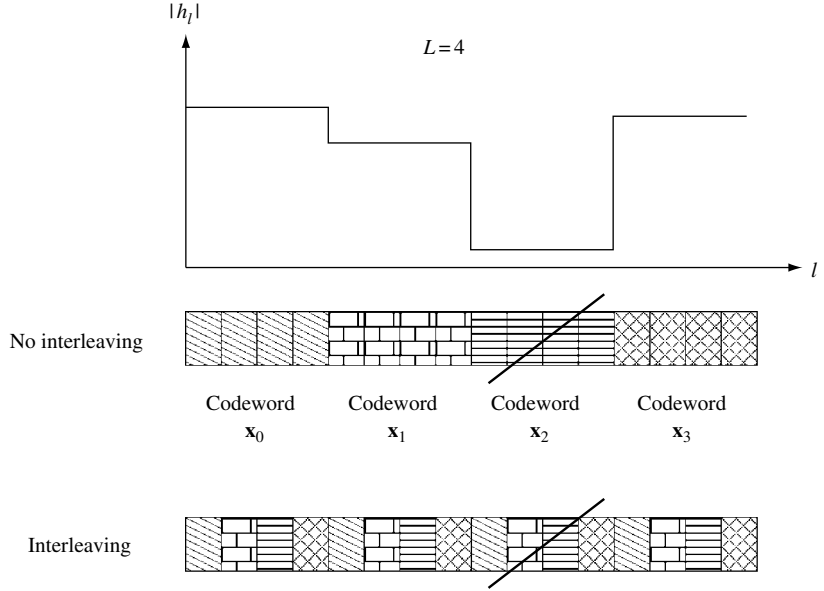 |h_l|
L = 4
l
No interleaving
Codeword Codeword Codeword Codeword
x_0 x_1 x_2 x_3
Interleaving